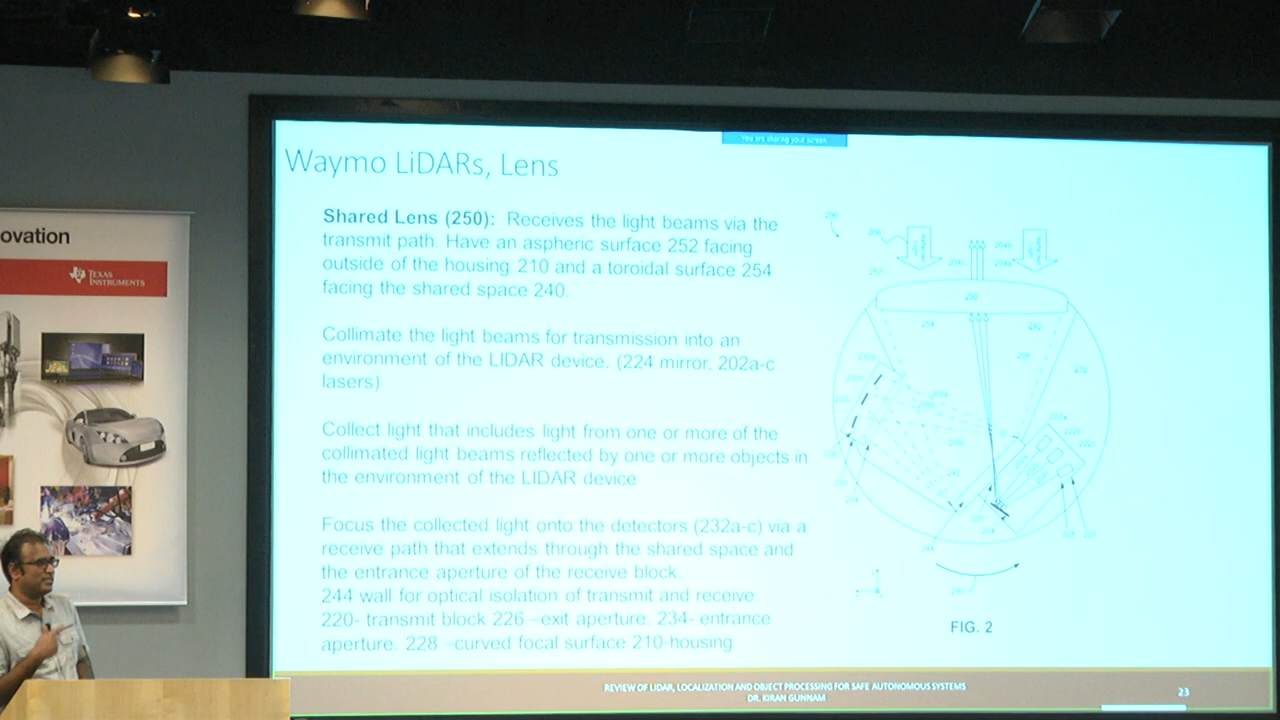 You are sharing your screen
Waymo LiDARs, Lens
Shared Lens (250): Receives the light beams via the
transmit path. Have an aspheric surface 252 facing
outside of the housing 210 and a toroidal surface 254
facing the shared space 240.
Collimate the light beams for transmission into an
environment of the LIDAR device. (224 mirror, 202a-c
lasers)
Collect light that includes light from one or more of the
collimated light beams reflected by one or more objects in
the environment of the LIDAR device
Focus the collected light onto the detectors (232a-c) via a
receive path that extends through the shared space and
the entrance aperture of the receive block.
244 wall for optical isolation of transmit and receive.
220- transmit block 226 –exit aperture, 234- entrance
aperture. 228 –curved focal surface 210-housing
250
FIG. 2
REVIEW OF LIDAR, LOCALIZATION AND OBJECT PROCESSING FOR SAFE AUTONOMOUS SYSTEMS
DR. KIRAN GUNNAM
23
ovation
TEXAS
INSTRUMENTS